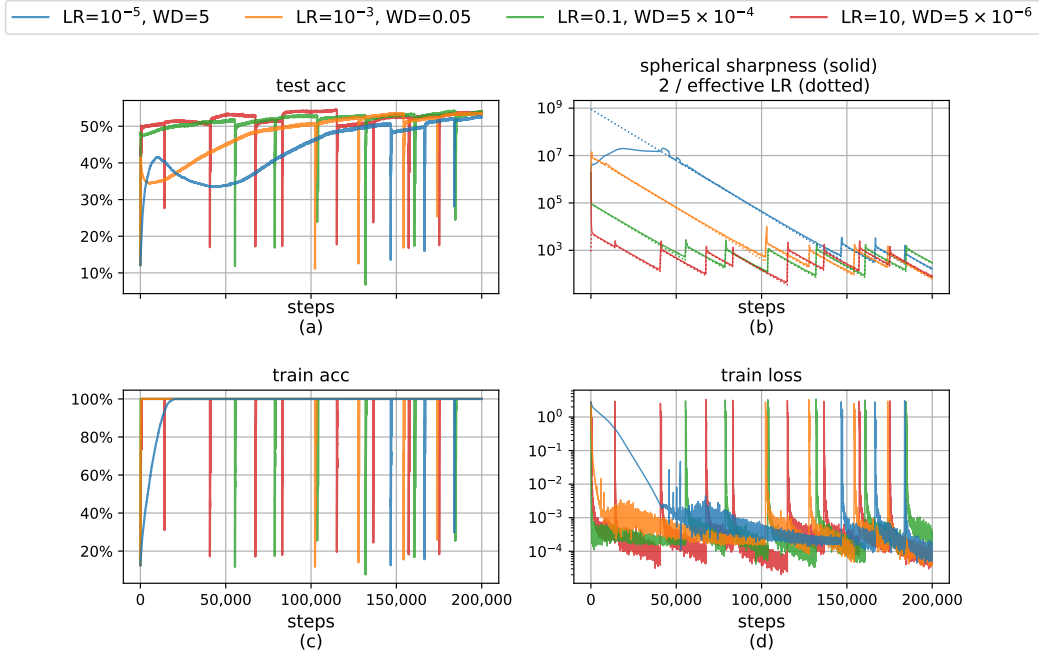 LR=10⁻⁵, WD=5 LR=10⁻³, WD=0.05 LR=0.1, WD=5 × 10⁻⁴ LR=10, WD=5 × 10⁻⁶
test acc
50%
40%
30%
20%
10%
steps
(a)
spherical sharpness (solid)
2 / effective LR (dotted)
10⁹
10⁷
10⁵
10³
steps
(b)
train acc
100%
80%
60%
40%
20%
0 50,000 100,000 150,000 200,000
steps
(c)
train loss
10⁰
10⁻¹
10⁻²
10⁻³
10⁻⁴
0 50,000 100,000 150,000 200,000
steps
(d)